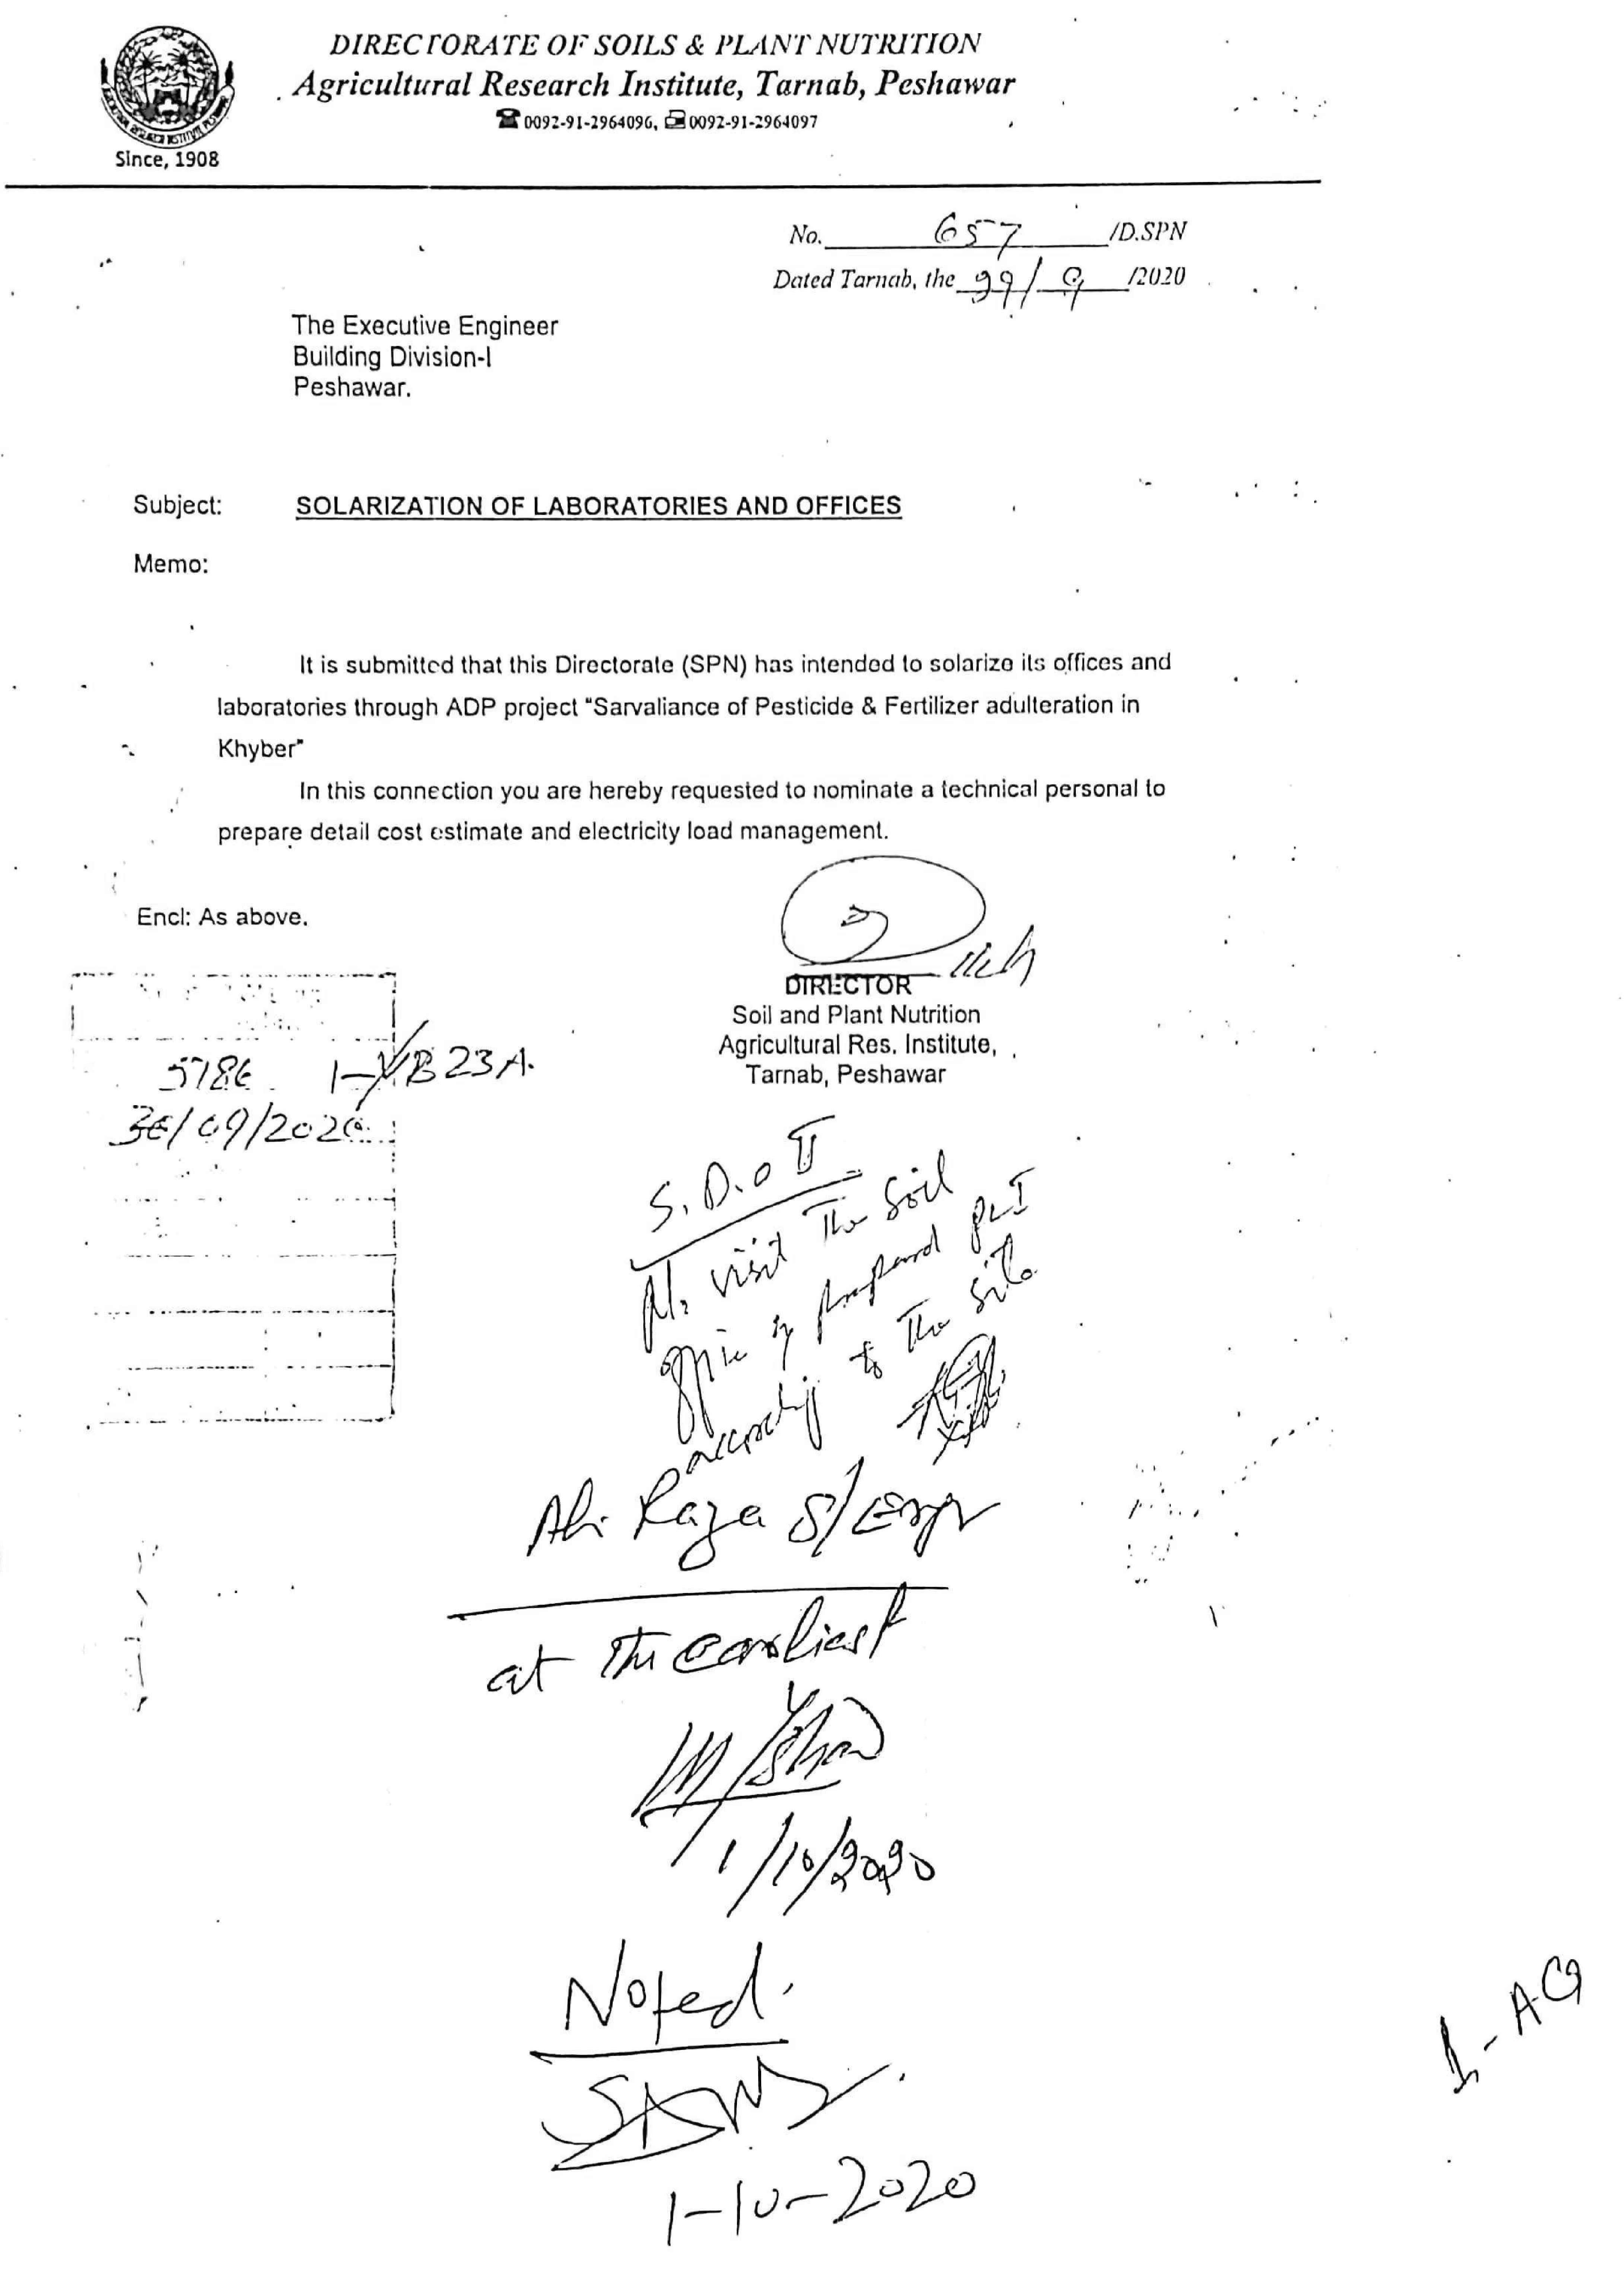 DIRECTORATE OF SOILS & PLANT NUTRITION
Agricultural Research Institute, Tarnab, Peshawar
0092-91-2964096, 0092-91-2964097
Since, 1908
No. 657 /D.SPN
Dated Tarnab, the 29/9 /2020
The Executive Engineer
Building Division-I
Peshawar.
Subject: SOLARIZATION OF LABORATORIES AND OFFICES
Memo:
It is submitted that this Directorate (SPN) has intended to solarize its offices and
laboratories through ADP project "Sarvaliance of Pesticide & Fertilizer adulteration in
Khyber"
In this connection you are hereby requested to nominate a technical personal to
prepare detail cost estimate and electricity load management.
Encl: As above.
DIRECTOR
Soil and Plant Nutrition
Agricultural Res. Institute,
Tarnab, Peshawar
5786
30/09/2020
S.D.O II
visit The Soil
office
to The site
Ali Raza S/Engr
at the earliest
1/10/2020
Noted.
1-10-2020
1-AG